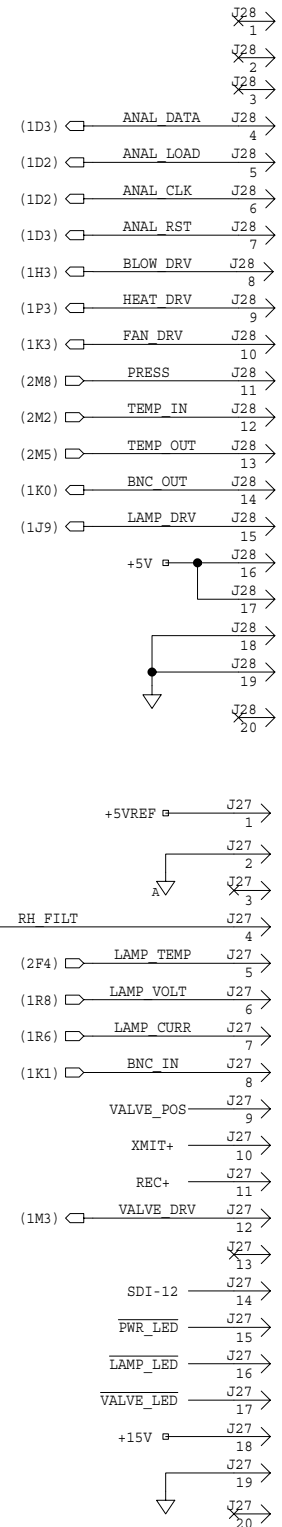 J28
1
J28
2
J28
3
(1D3) ANAL_DATA J28
4
(1D2) ANAL_LOAD J28
5
(1D2) ANAL_CLK J28
6
(1D3) ANAL_RST J28
7
(1H3) BLOW_DRV J28
8
(1P3) HEAT_DRV J28
9
(1K3) FAN_DRV J28
10
(2M8) PRESS J28
11
(2M2) TEMP_IN J28
12
(2M5) TEMP_OUT J28
13
(1K0) BNC_OUT J28
14
(1J9) LAMP_DRV J28
15
+5V J28
16
J28
17
J28
18
J28
19
J28
20
+5VREF J27
1
J27
2
A J27
3
RH_FILT J27
4
(2F4) LAMP_TEMP J27
5
(1R8) LAMP_VOLT J27
6
(1R6) LAMP_CURR J27
7
(1K1) BNC_IN J27
8
VALVE_POS J27
9
XMIT+ J27
10
REC+ J27
11
(1M3) VALVE_DRV J27
12
J27
13
SDI-12 J27
14
PWR_LED J27
15
LAMP_LED J27
16
VALVE_LED J27
17
+15V J27
18
J27
19
J27
20